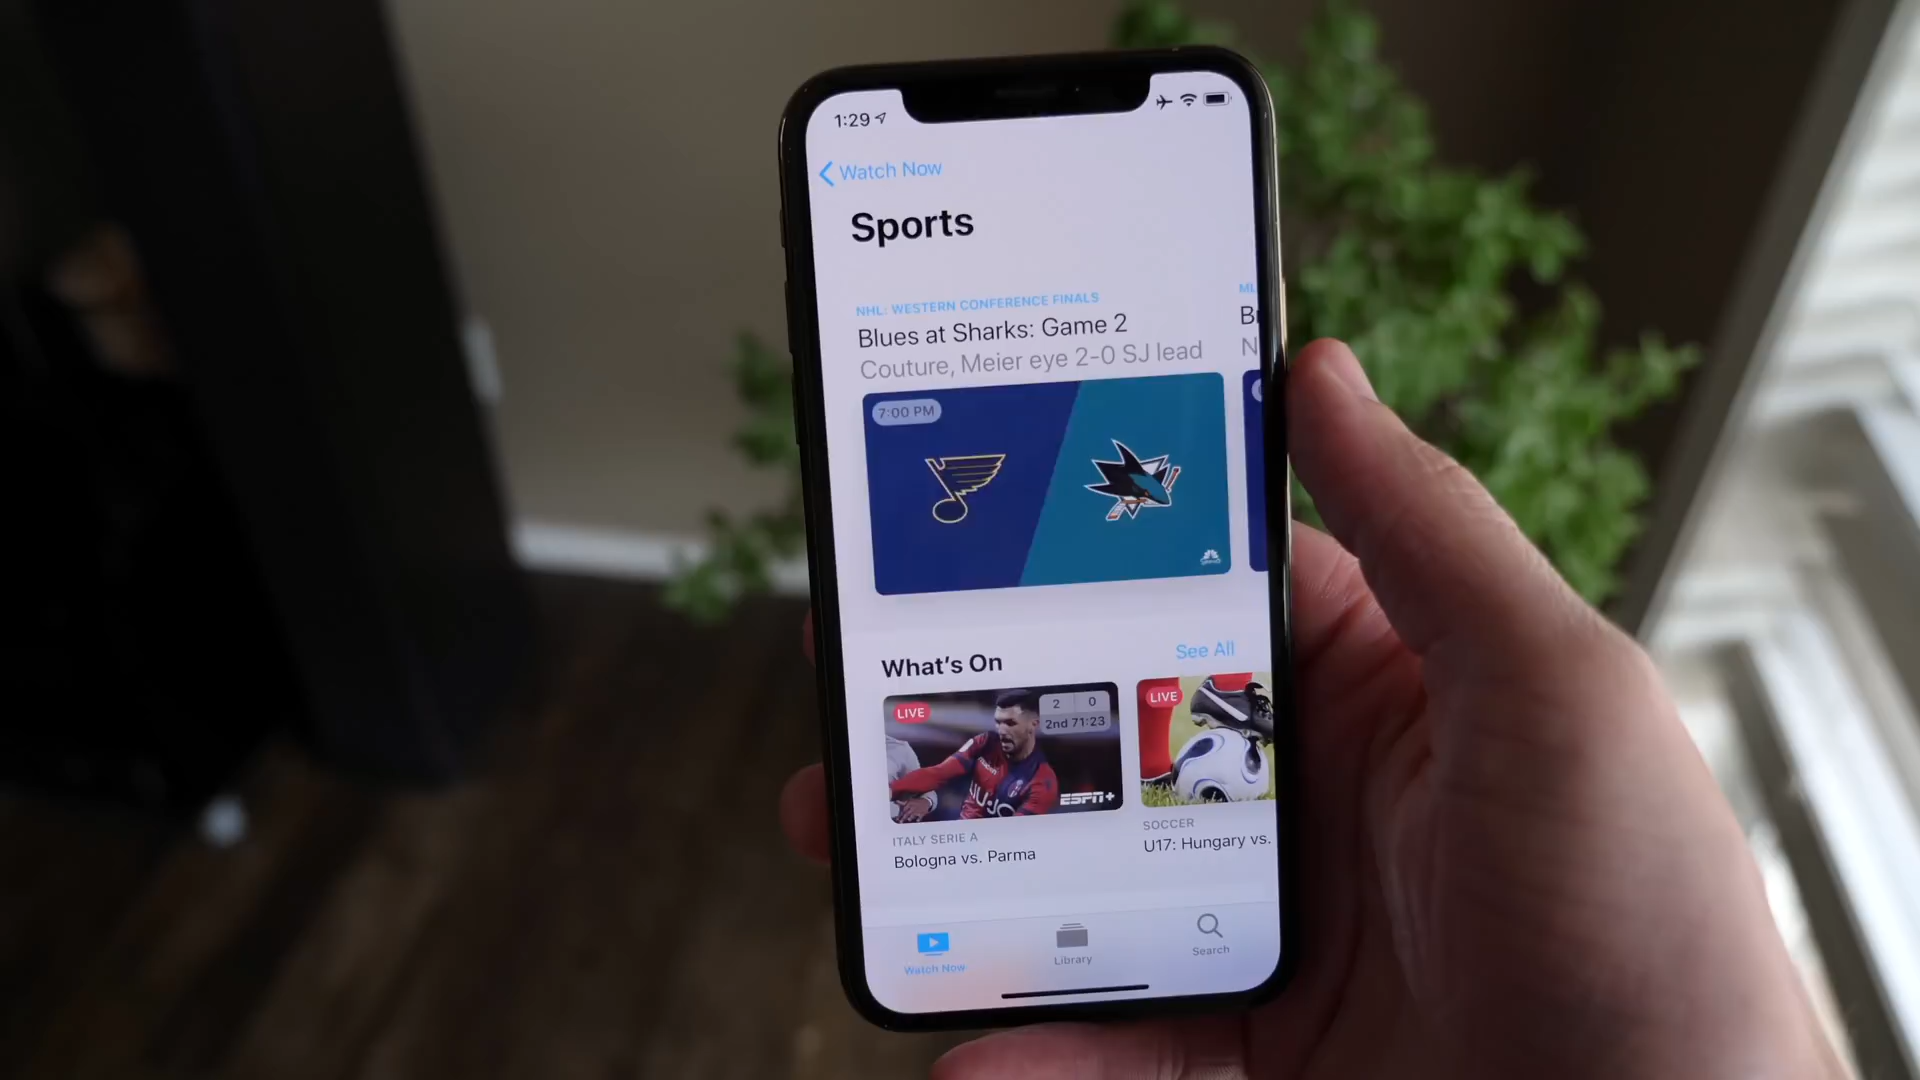 1:29
Watch Now
Sports
NHL: WESTERN CONFERENCE FINALS
Blues at Sharks: Game 2
Couture, Meier eye 2-0 SJ lead
7:00 PM
What's On
See All
LIVE
2 0
2nd 71:23
ESPN+
LIVE
ITALY SERIE A
Bologna vs. Parma
SOCCER
U17: Hungary vs.
Watch Now
Library
Search